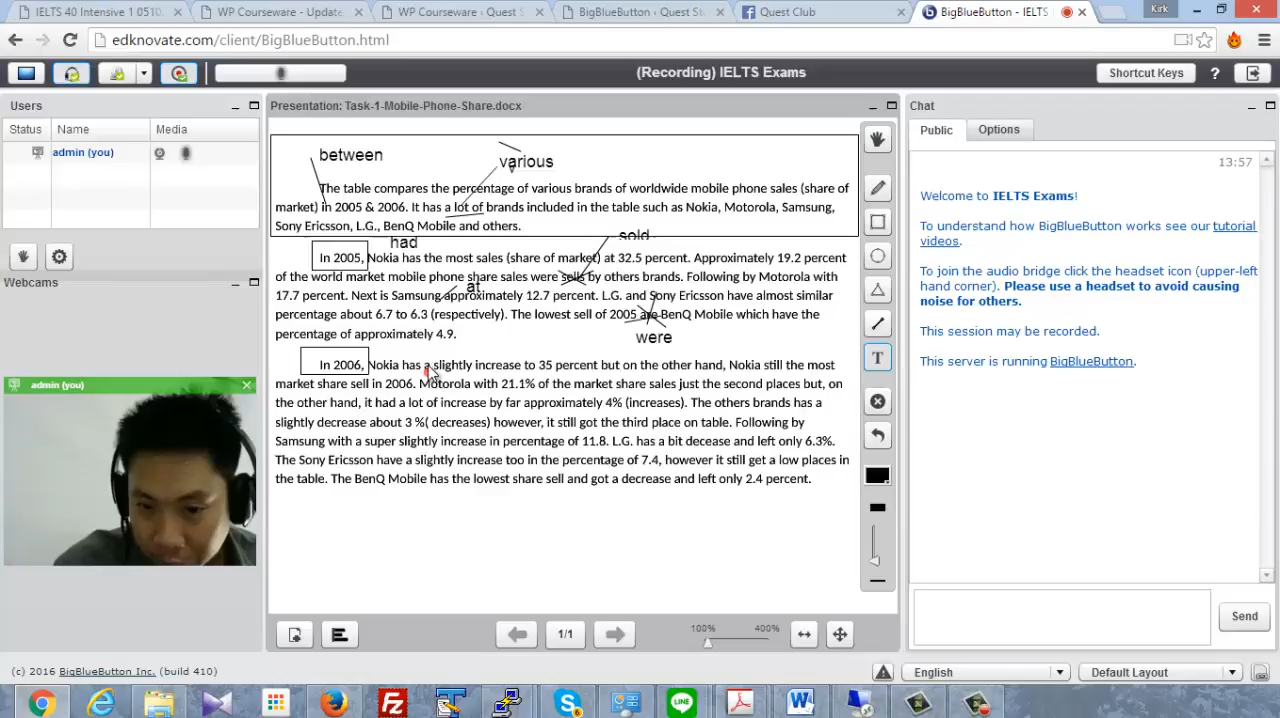 IELTS 40 Intensive 1 0510.
WP Courseware - Update
WP Courseware ‹ Quest S
BigBlueButton ‹ Quest St
Quest Club
BigBlueButton - IELTS
Kirk
edknovate.com/client/BigBlueButton.html
(Recording) IELTS Exams
Shortcut Keys
?
Users
Presentation: Task-1-Mobile-Phone-Share.docx
Chat
Status Name Media
admin (you)
Public
Options
between
various
13:57
The table compares the percentage of various brands of worldwide mobile phone sales (share of
market) in 2005 & 2006. It has a lot of brands included in the table such as Nokia, Motorola, Samsung,
Sony Ericsson, L.G., BenQ Mobile and others.
had
sold
In 2005, Nokia has the most sales (share of market) at 32.5 percent. Approximately 19.2 percent
of the world market mobile phone share sales were sells by others brands. Following by Motorola with
at
17.7 percent. Next is Samsung approximately 12.7 percent. L.G. and Sony Ericsson have almost similar
percentage about 6.7 to 6.3 (respectively). The lowest sell of 2005 are BenQ Mobile which have the
percentage of approximately 4.9.
were
In 2006, Nokia has a slightly increase to 35 percent but on the other hand, Nokia still the most
market share sell in 2006. Motorola with 21.1% of the market share sales just the second places but, on
the other hand, it had a lot of increase by far approximately 4% (increases). The others brands has a
slightly decrease about 3 %( decreases) however, it still got the third place on table. Following by
Samsung with a super slightly increase in percentage of 11.8. L.G. has a bit decease and left only 6.3%.
The Sony Ericsson have a slightly increase too in the percentage of 7.4, however it still get a low places in
the table. The BenQ Mobile has the lowest share sell and got a decrease and left only 2.4 percent.
Welcome to IELTS Exams!
To understand how BigBlueButton works see our tutorial
videos.
To join the audio bridge click the headset icon (upper-left
hand corner). Please use a headset to avoid causing
noise for others.
This session may be recorded.
This server is running BigBlueButton.
Webcams
admin (you)
T
1/1
100%
400%
Send
(c) 2016 BigBlueButton Inc. (build 410)
English
Default Layout
FZ
S
6
LINE
W